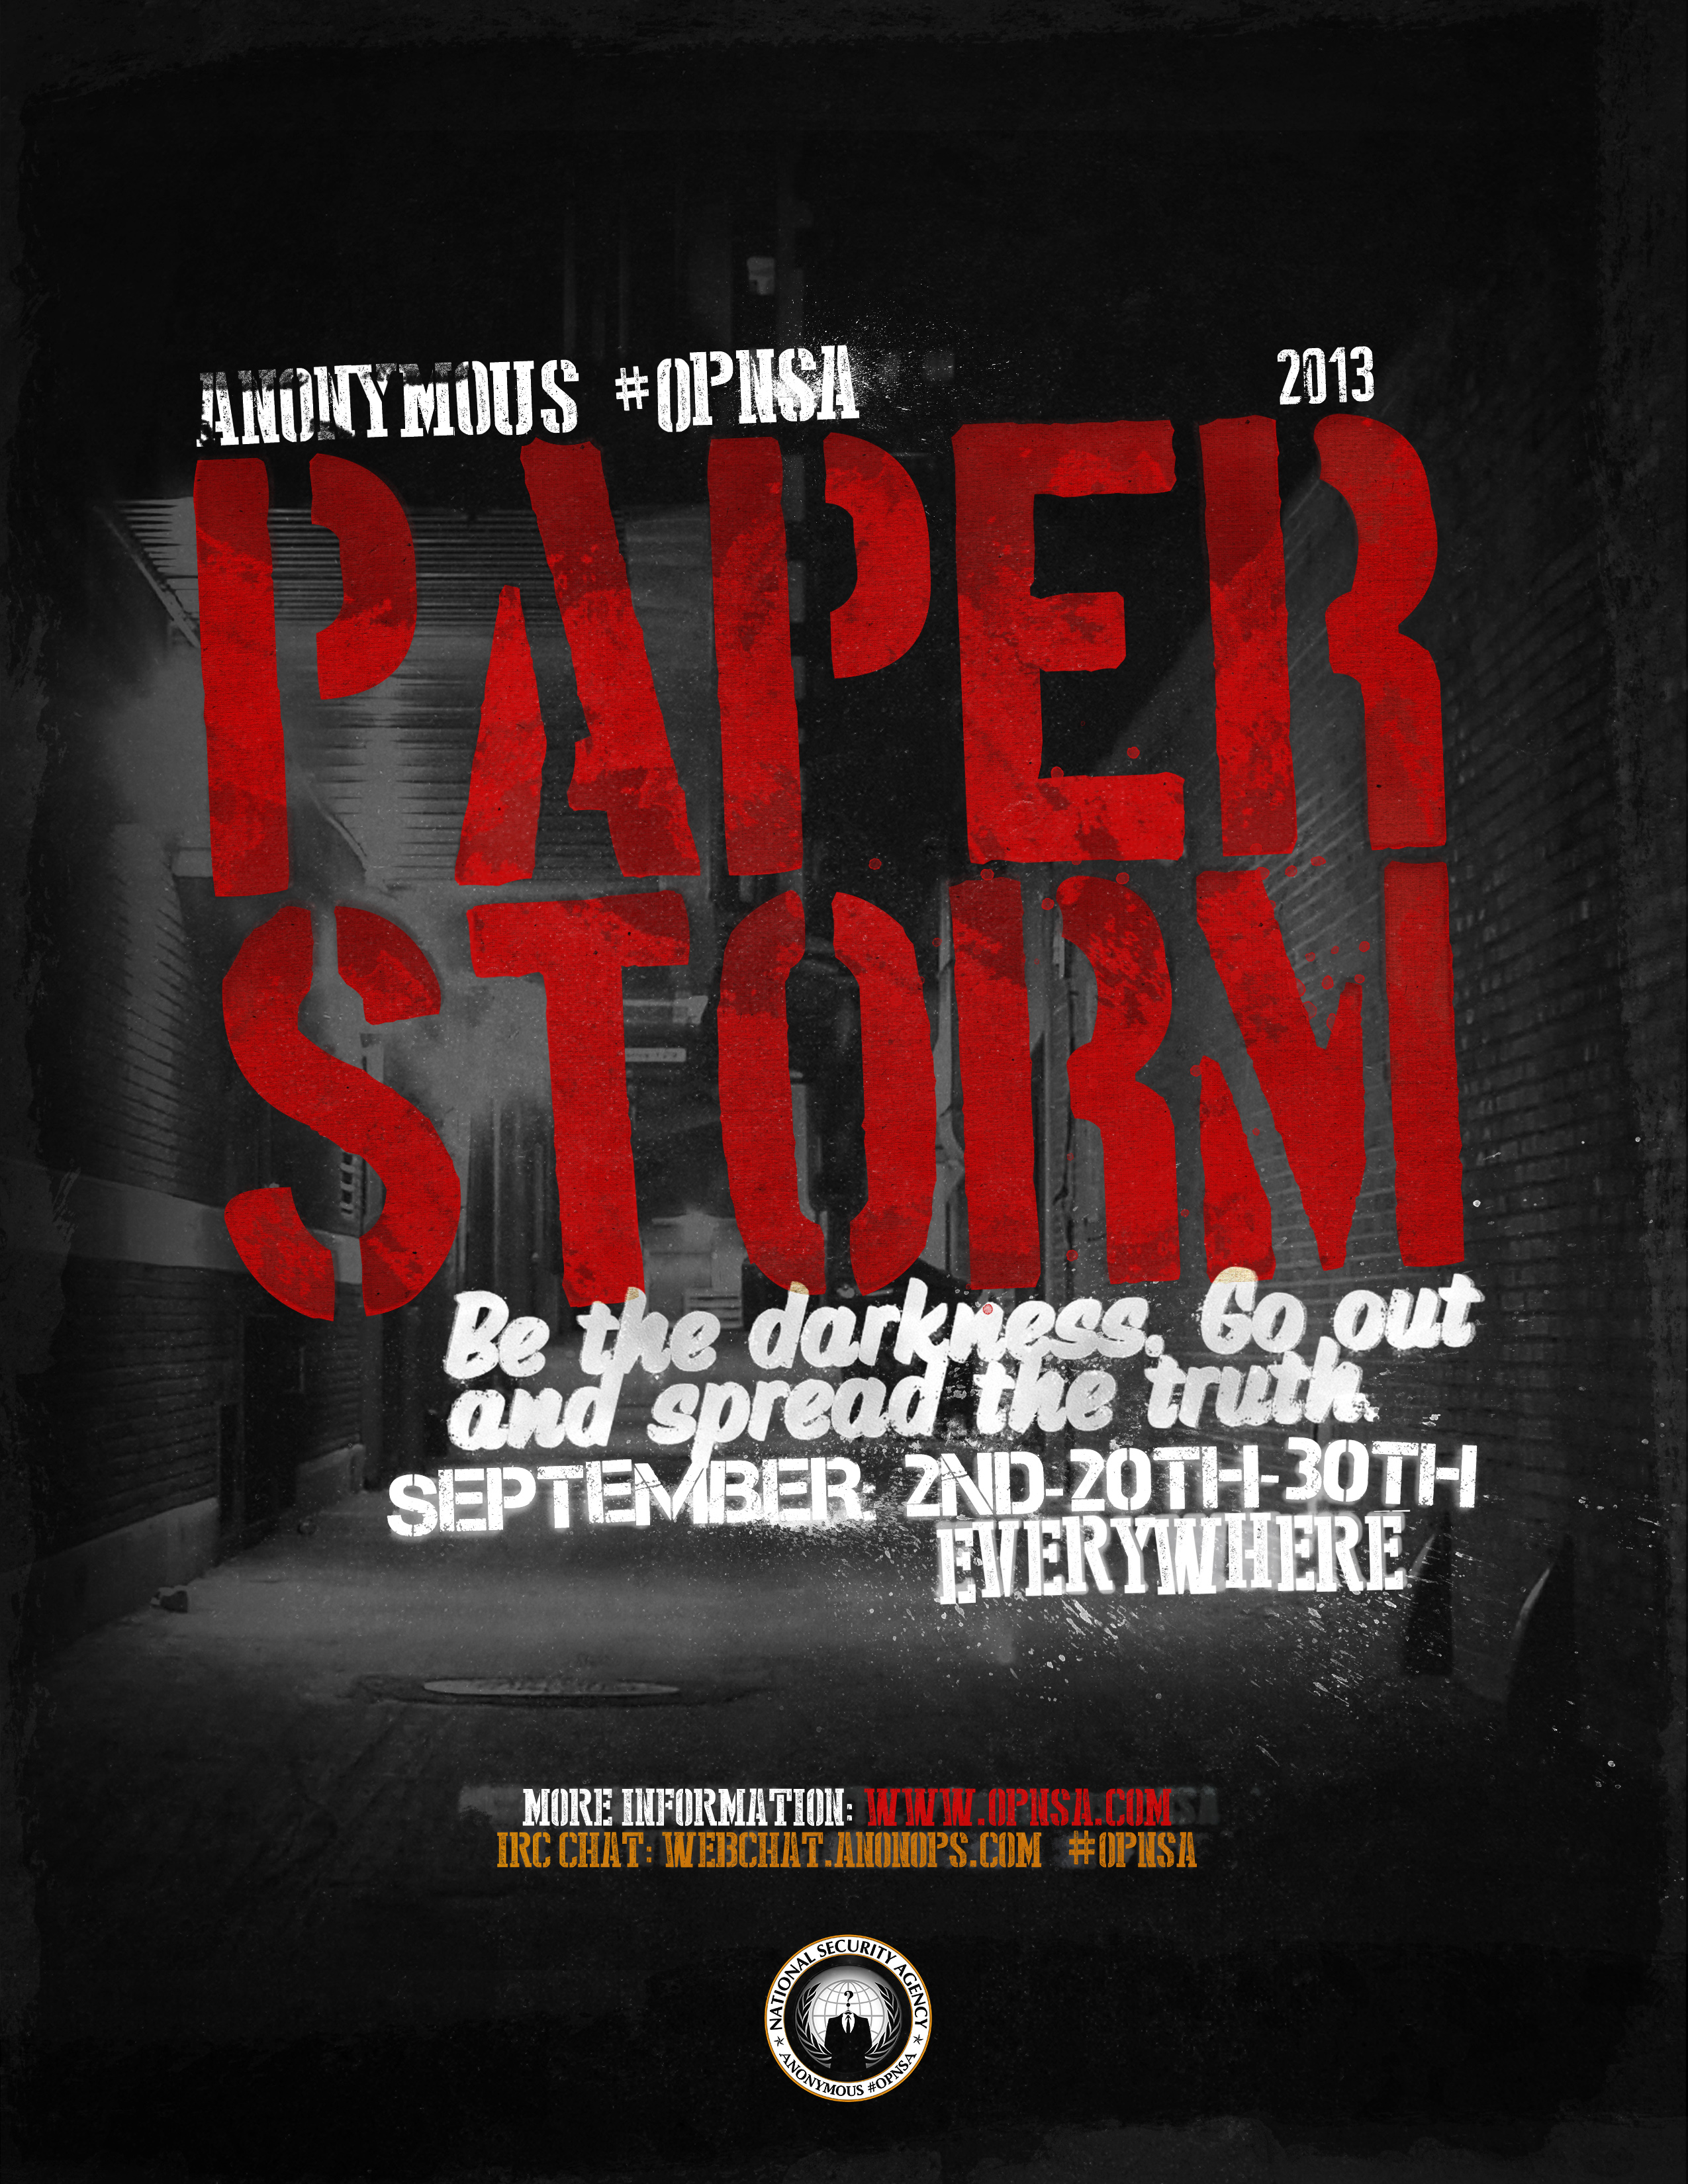 ANONYMOUS #OPNSA 2013
PAPER
STORM
Be the darkness. Go out
and spread the truth.
SEPTEMBER: 2ND-20TH-30TH
EVERYWHERE
MORE INFORMATION: WWW.OPNSA.COM
IRC CHAT: WEBCHAT.ANONOPS.COM #OPNSA
NATIONAL SECURITY AGENCY
?
ANONYMOUS #OPNSA